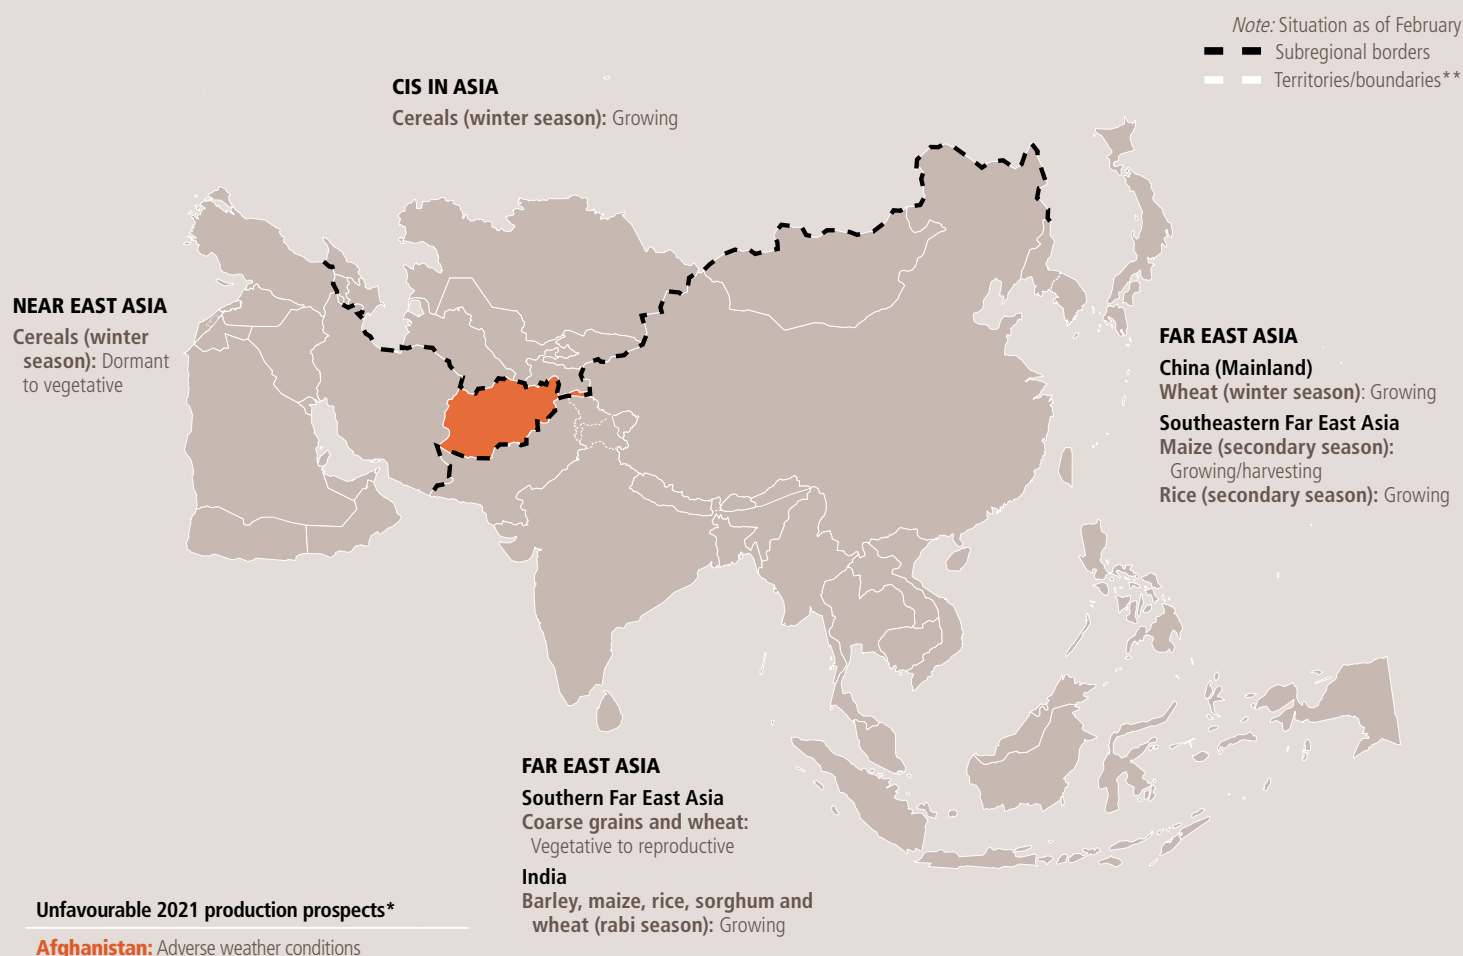 Note: Situation as of February
Subregional borders
Territories/boundaries**
CIS IN ASIA
Cereals (winter season): Growing
NEAR EAST ASIA
Cereals (winter
season): Dormant
to vegetative
FAR EAST ASIA
China (Mainland)
Wheat (winter season): Growing
Southeastern Far East Asia
Maize (secondary season):
Growing/harvesting
Rice (secondary season): Growing
FAR EAST ASIA
Southern Far East Asia
Coarse grains and wheat:
Vegetative to reproductive
India
Barley, maize, rice, sorghum and
wheat (rabi season): Growing
Unfavourable 2021 production prospects*
Afghanistan: Adverse weather conditions